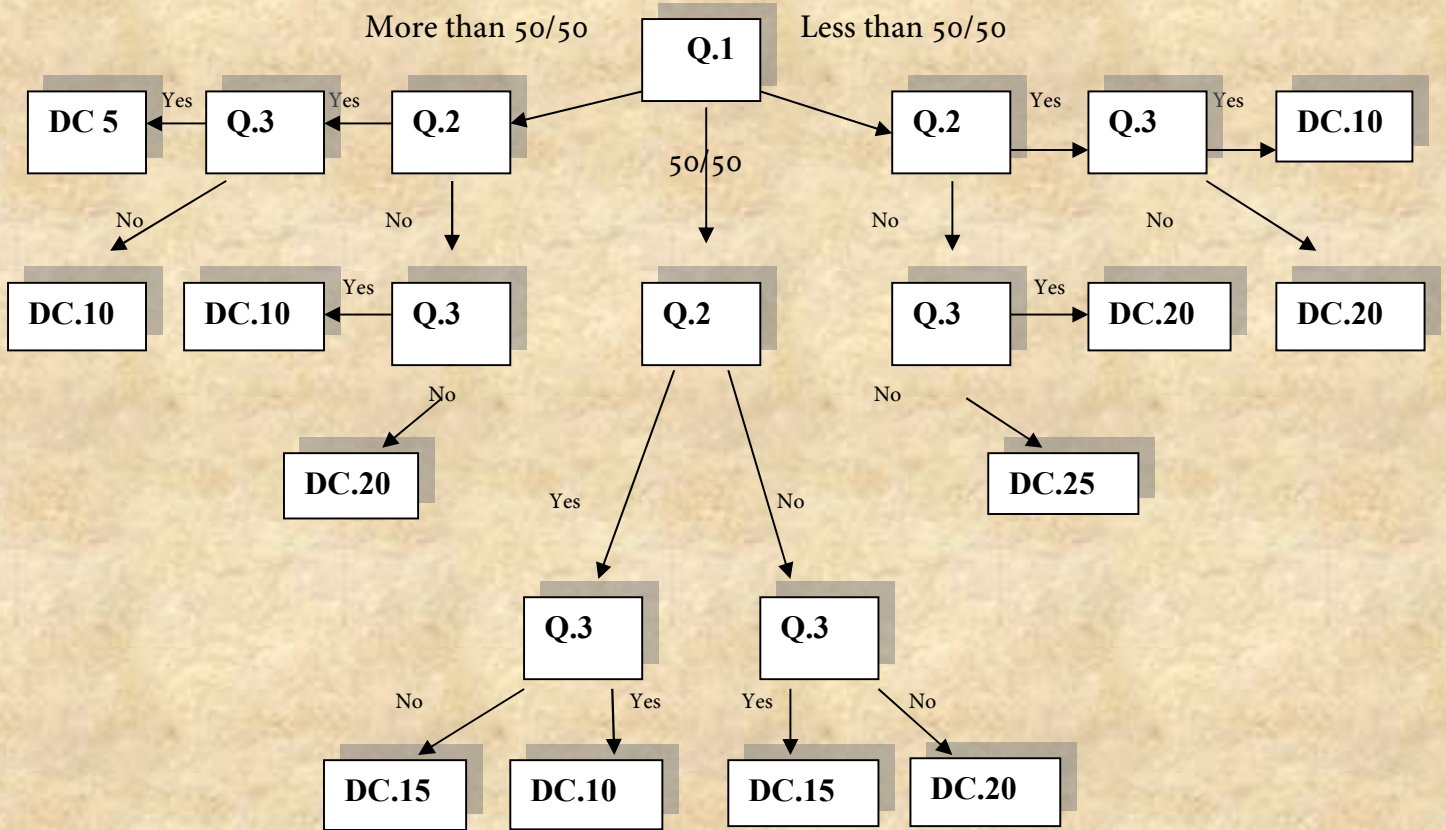 More than 50/50
Q.1
Less than 50/50
DC 5
Yes
Q.3
Yes
Q.2
50/50
Q.2
Yes
Q.3
Yes
DC.10
No
No
No
No
DC.10
DC.10
Yes
Q.3
Q.2
Q.3
Yes
DC.20
DC.20
No
No
DC.20
DC.25
Yes
No
Q.3
Q.3
No
Yes
Yes
No
DC.15
DC.10
DC.15
DC.20